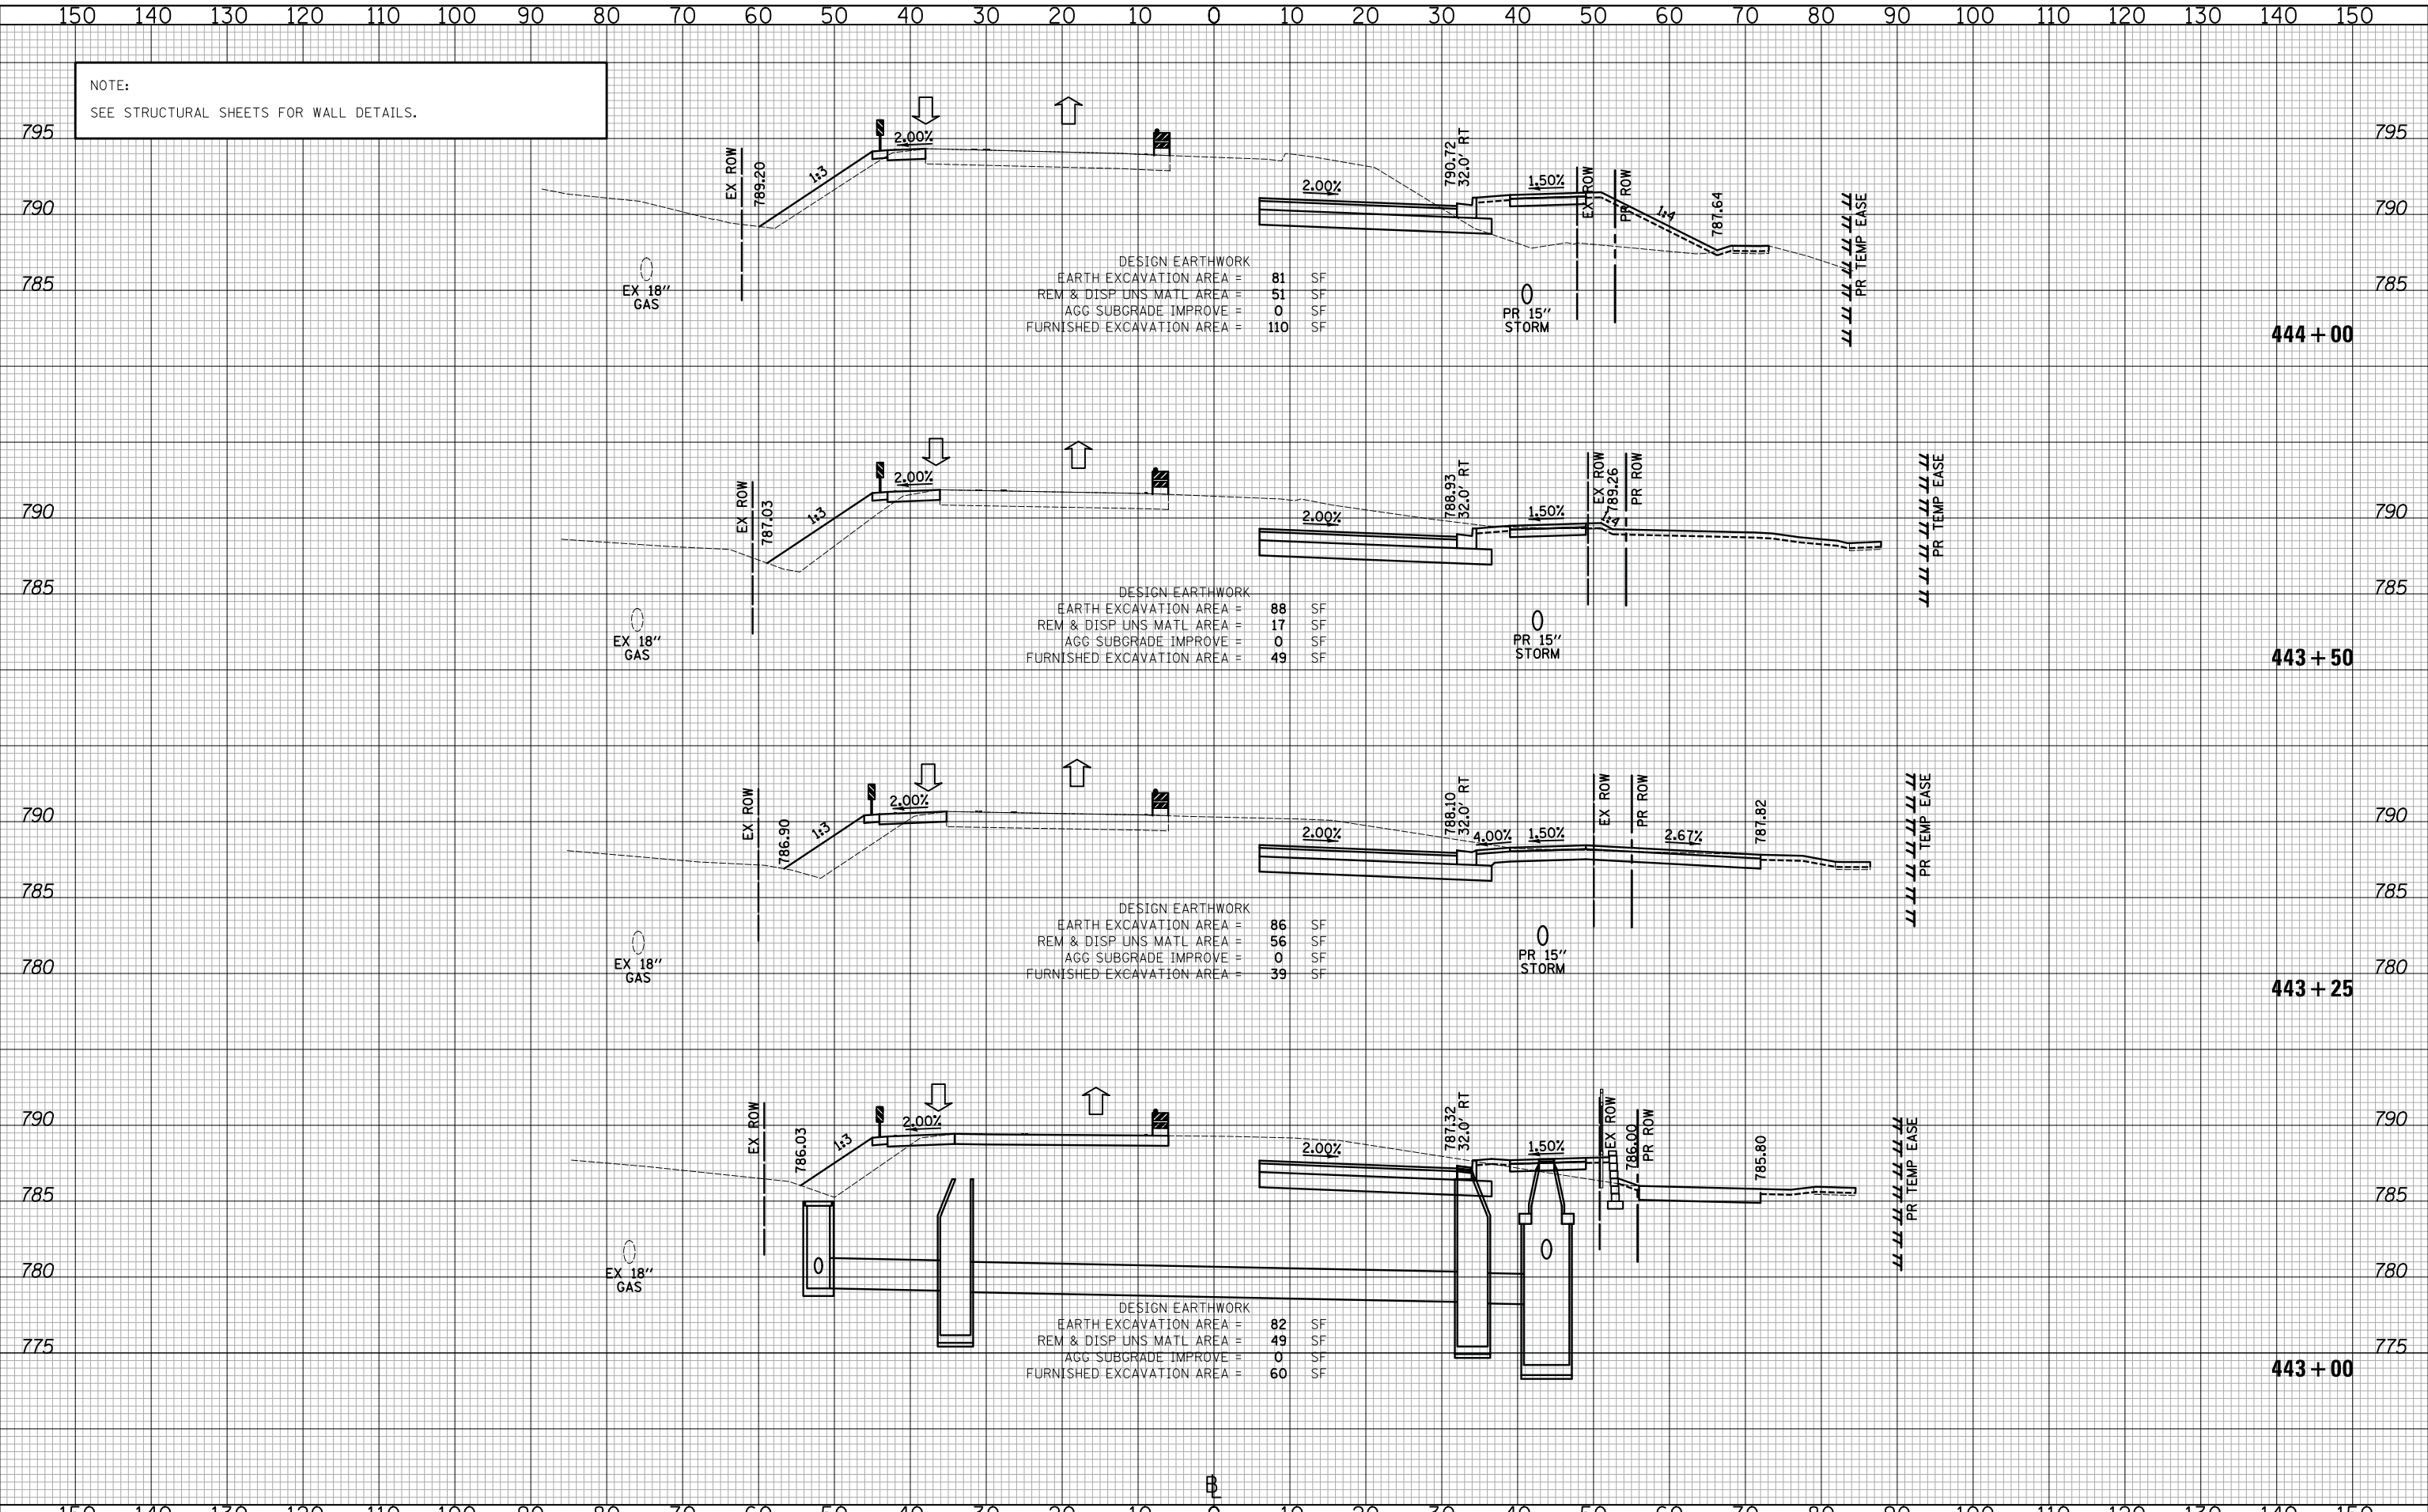 150 140 130 120 110 100 90 80 70 60 50 40 30 20 10 0 10 20 30 40 50 60 70 80 90 100 110 120 130 140 150
NOTE:
SEE STRUCTURAL SHEETS FOR WALL DETAILS.
795
790
785
EX ROW
789.20
1:3
2.00%
2.00%
790.72
32.0' RT
1.50%
EX ROW
PR ROW
1:4
787.64
PR TEMP EASE
795
790
785
EX 18"
GAS
DESIGN EARTHWORK
EARTH EXCAVATION AREA = 81 SF
REM & DISP UNS MATL AREA = 51 SF
AGG SUBGRADE IMPROVE = 0 SF
FURNISHED EXCAVATION AREA = 110 SF
PR 15"
STORM
444+00
790
785
EX ROW
787.03
1:3
2.00%
2.00%
788.93
32.0' RT
1.50%
EX ROW
789.26
1:4
PR ROW
PR TEMP EASE
790
785
EX 18"
GAS
DESIGN EARTHWORK
EARTH EXCAVATION AREA = 88 SF
REM & DISP UNS MATL AREA = 17 SF
AGG SUBGRADE IMPROVE = 0 SF
FURNISHED EXCAVATION AREA = 49 SF
PR 15"
STORM
443+50
790
785
780
EX ROW
786.90
1:3
2.00%
2.00%
788.10
32.0' RT
4.00%
1.50%
EX ROW
PR ROW
2.67%
787.82
PR TEMP EASE
790
785
780
EX 18"
GAS
DESIGN EARTHWORK
EARTH EXCAVATION AREA = 86 SF
REM & DISP UNS MATL AREA = 56 SF
AGG SUBGRADE IMPROVE = 0 SF
FURNISHED EXCAVATION AREA = 39 SF
PR 15"
STORM
443+25
790
785
780
775
EX ROW
786.03
1:3
2.00%
2.00%
787.32
32.0' RT
1.50%
EX ROW
786.00
PR ROW
785.80
PR TEMP EASE
790
785
780
775
EX 18"
GAS
DESIGN EARTHWORK
EARTH EXCAVATION AREA = 82 SF
REM & DISP UNS MATL AREA = 49 SF
AGG SUBGRADE IMPROVE = 0 SF
FURNISHED EXCAVATION AREA = 60 SF
443+00
BL
150 140 130 120 110 100 90 80 70 60 50 40 30 20 10 0 10 20 30 40 50 60 70 80 90 100 110 120 130 140 150